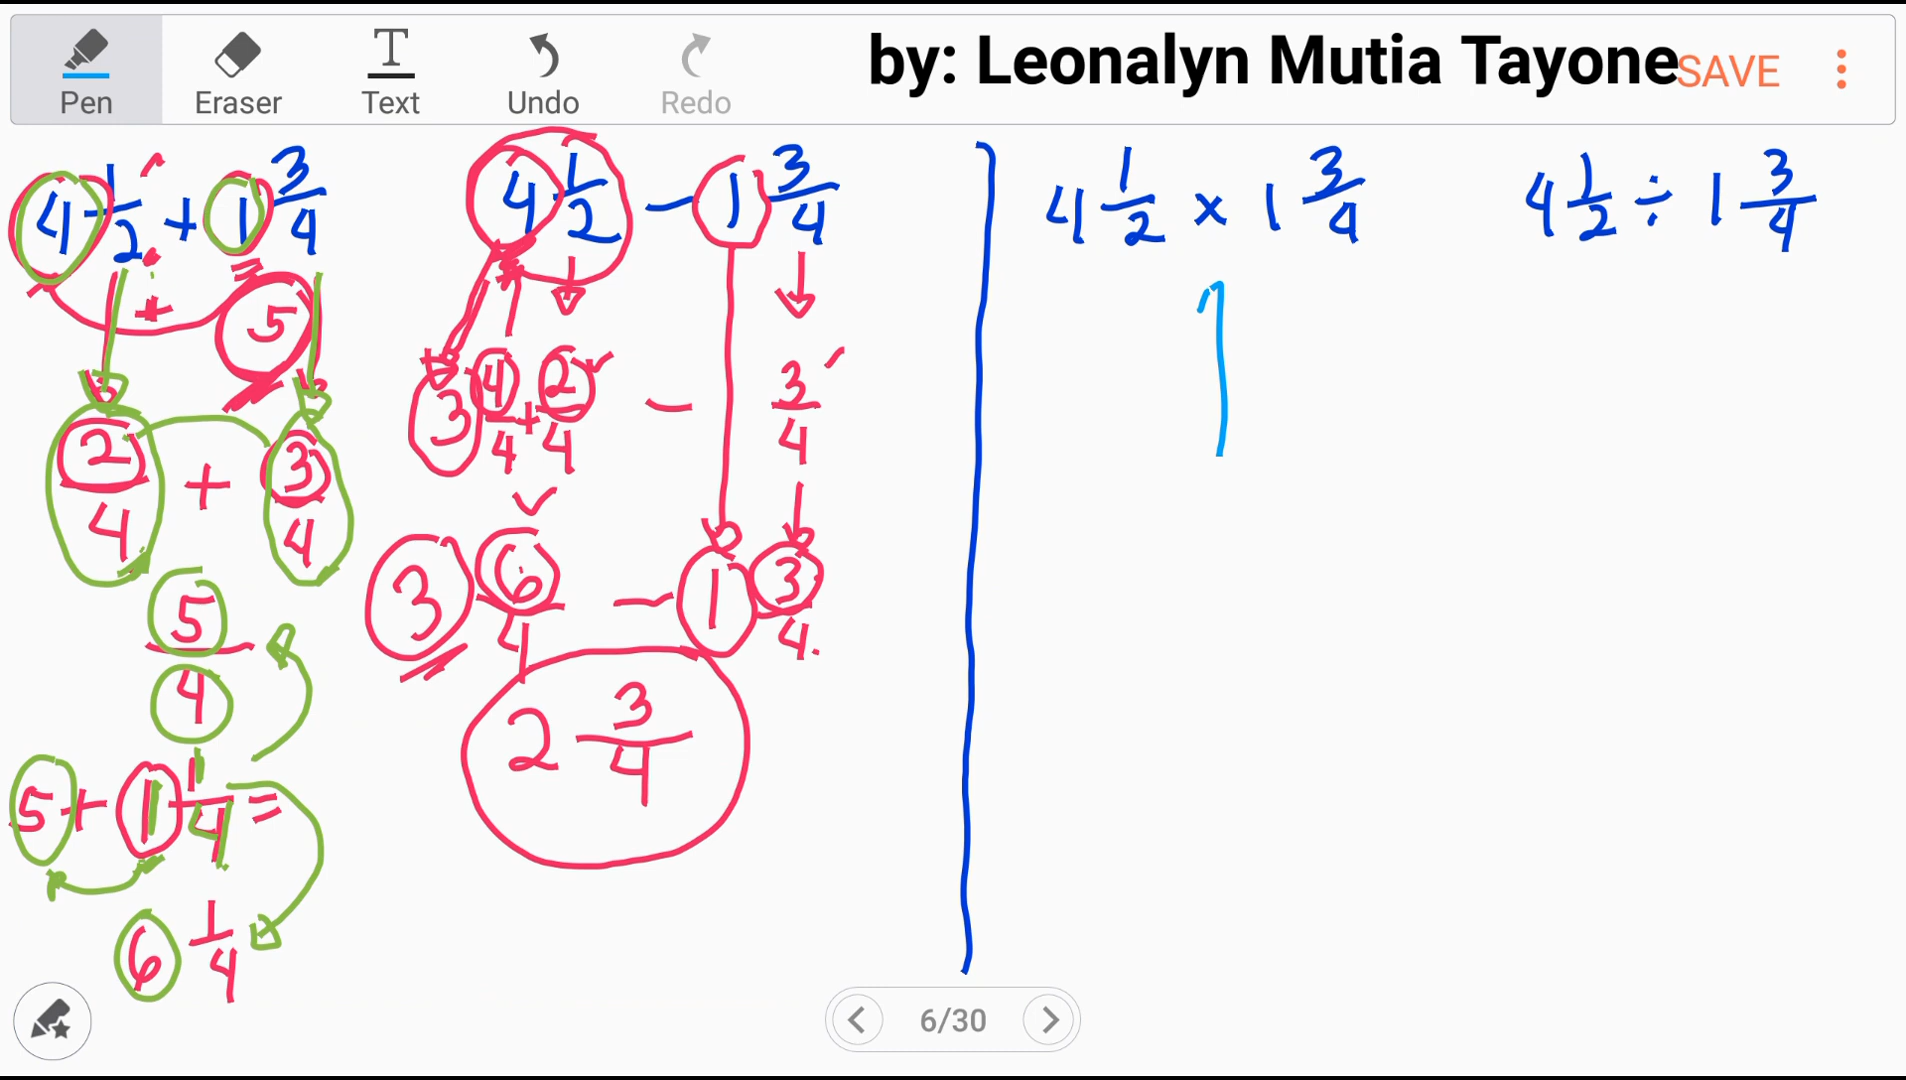 Pen Eraser Text Undo Redo by: Leonalyn Mutia Tayone SAVE
4 1/2 + 1 3/4
=
+ 5
2/4 + 3/4
5/4
5 + 1 1/4 =
6 1/4
4 1/2 - 1 3/4
3 4/4 + 2/4 - 3/4
3 6/4 - 1 3/4
2 3/4
4 1/2 × 1 3/4
1
4 1/2 ÷ 1 3/4
6/30